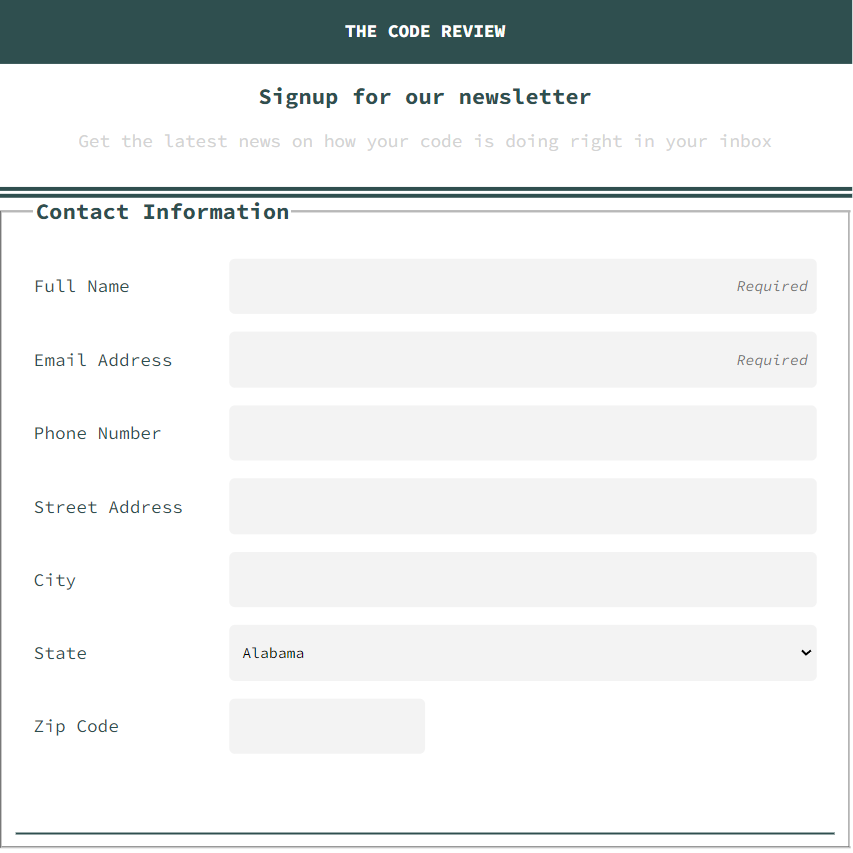 THE CODE REVIEW
Signup for our newsletter
Get the latest news on how your code is doing right in your inbox
Contact Information
Full Name
Required
Email Address
Required
Phone Number
Street Address
City
State
Alabama
Zip Code